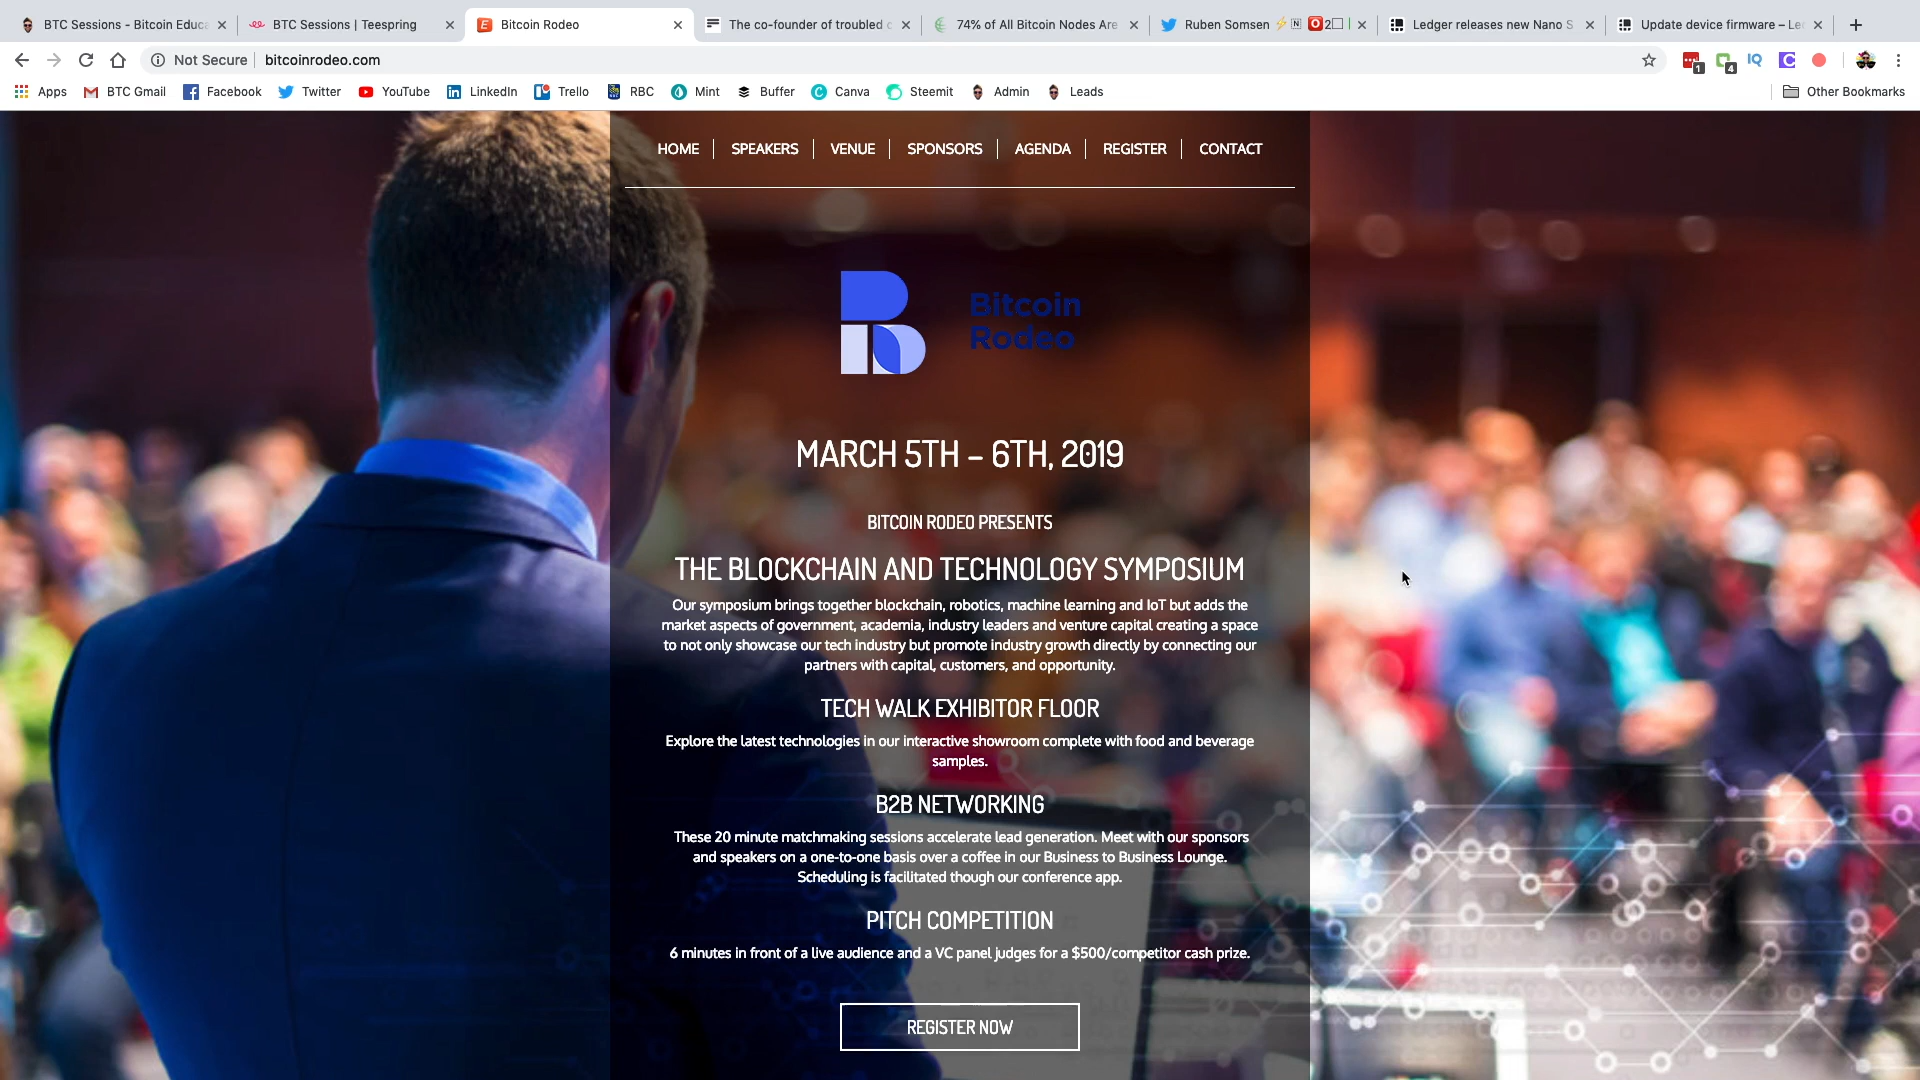 BTC Sessions - Bitcoin Educa
BTC Sessions | Teespring
Bitcoin Rodeo
The co-founder of troubled c
74% of All Bitcoin Nodes Are
Ruben Somsen
Ledger releases new Nano S
Update device firmware – Le
Not Secure
bitcoinrodeo.com
1
4
IQ
Apps
BTC Gmail
Facebook
Twitter
YouTube
LinkedIn
Trello
RBC
Mint
Buffer
Canva
Steemit
Admin
Leads
Other Bookmarks
HOME
SPEAKERS
VENUE
SPONSORS
AGENDA
REGISTER
CONTACT
Bitcoin
Rodeo
MARCH 5TH – 6TH, 2019
BITCOIN RODEO PRESENTS
THE BLOCKCHAIN AND TECHNOLOGY SYMPOSIUM
Our symposium brings together blockchain, robotics, machine learning and IoT but adds the
market aspects of government, academia, industry leaders and venture capital creating a space
to not only showcase our tech industry but promote industry growth directly by connecting our
partners with capital, customers, and opportunity.
TECH WALK EXHIBITOR FLOOR
Explore the latest technologies in our interactive showroom complete with food and beverage
samples.
B2B NETWORKING
These 20 minute matchmaking sessions accelerate lead generation. Meet with our sponsors
and speakers on a one-to-one basis over a coffee in our Business to Business Lounge.
Scheduling is facilitated though our conference app.
PITCH COMPETITION
6 minutes in front of a live audience and a VC panel judges for a $500/competitor cash prize.
REGISTER NOW